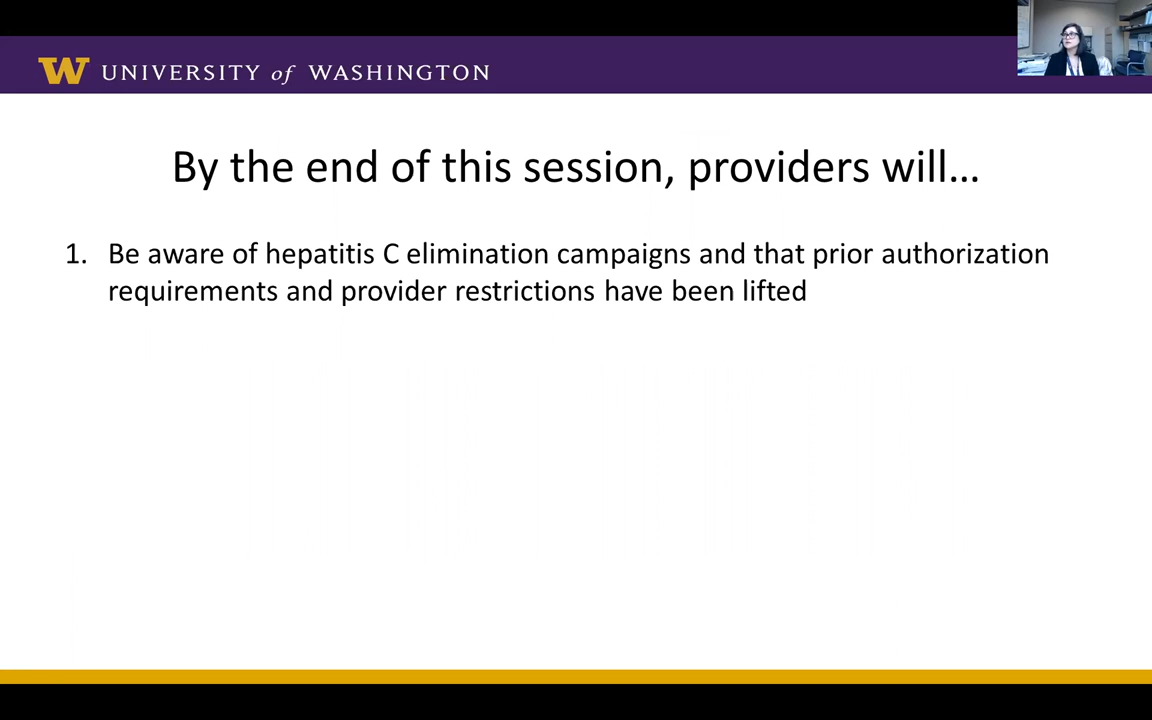 W UNIVERSITY of WASHINGTON
By the end of this session, providers will...
1. Be aware of hepatitis C elimination campaigns and that prior authorization
requirements and provider restrictions have been lifted